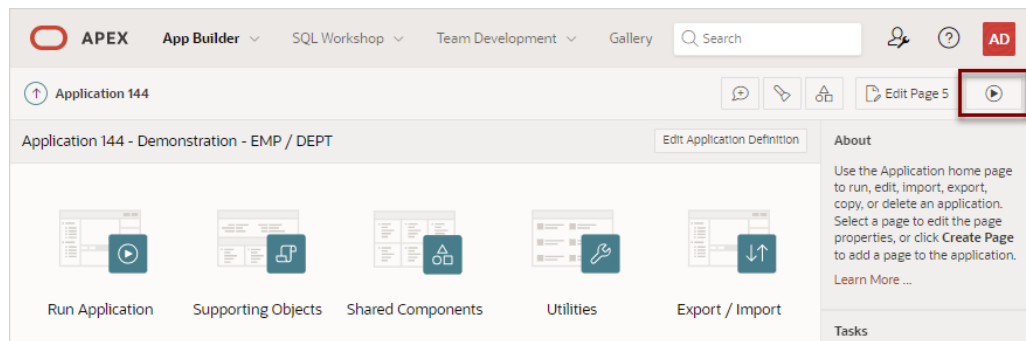 APEX App Builder SQL Workshop Team Development Gallery Search AD
Application 144 Edit Page 5
Application 144 - Demonstration - EMP / DEPT Edit Application Definition
Run Application Supporting Objects Shared Components Utilities Export / Import
About
Use the Application home page
to run, edit, import, export,
copy, or delete an application.
Select a page to edit the page
properties, or click Create Page
to add a page to the application.
Learn More ...
Tasks